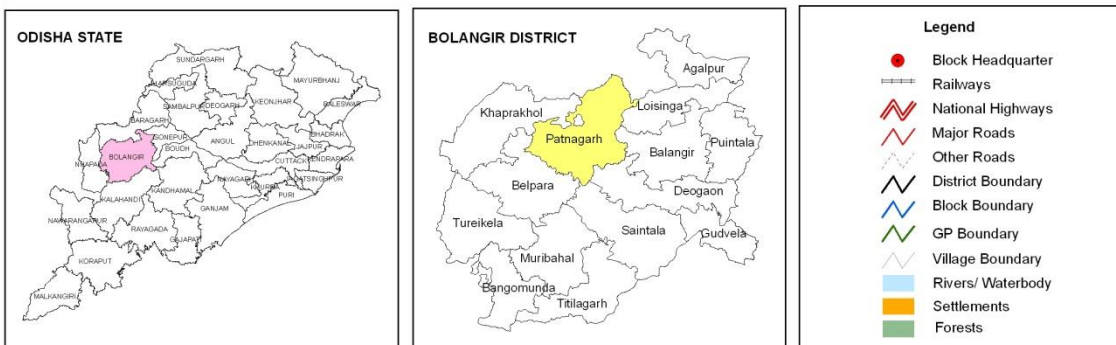 ODISHA STATE
SUNDARGARH
JHARSUGUDA
MAYURBHANJ
SAMBALPUR
DEOGARH
KEONJHAR
BALESWAR
BARAGARH
SONEPUR
BOUDH
ANGUL
DHENKANAL
BHADRAK
JAJPUR
BOLANGIR
NUAPADA
CUTTACK
KENDRAPARA
JAGATSINGHPUR
NAYAGARH
KHURDA
PURI
KANDHAMAL
KALAHANDI
GANJAM
NAWARANGAPUR
RAYAGADA
GAJAPATI
KORAPUT
MALKANGIRI
BOLANGIR DISTRICT
Agalpur
Khaprakhol
Loisinga
Patnagarh
Puintala
Balangir
Belpara
Deogaon
Tureikela
Saintala
Gudvela
Muribahal
Bangomunda
Titilagarh
Legend
Block Headquarter
Railways
National Highways
Major Roads
Other Roads
District Boundary
Block Boundary
GP Boundary
Village Boundary
Rivers/ Waterbody
Settlements
Forests